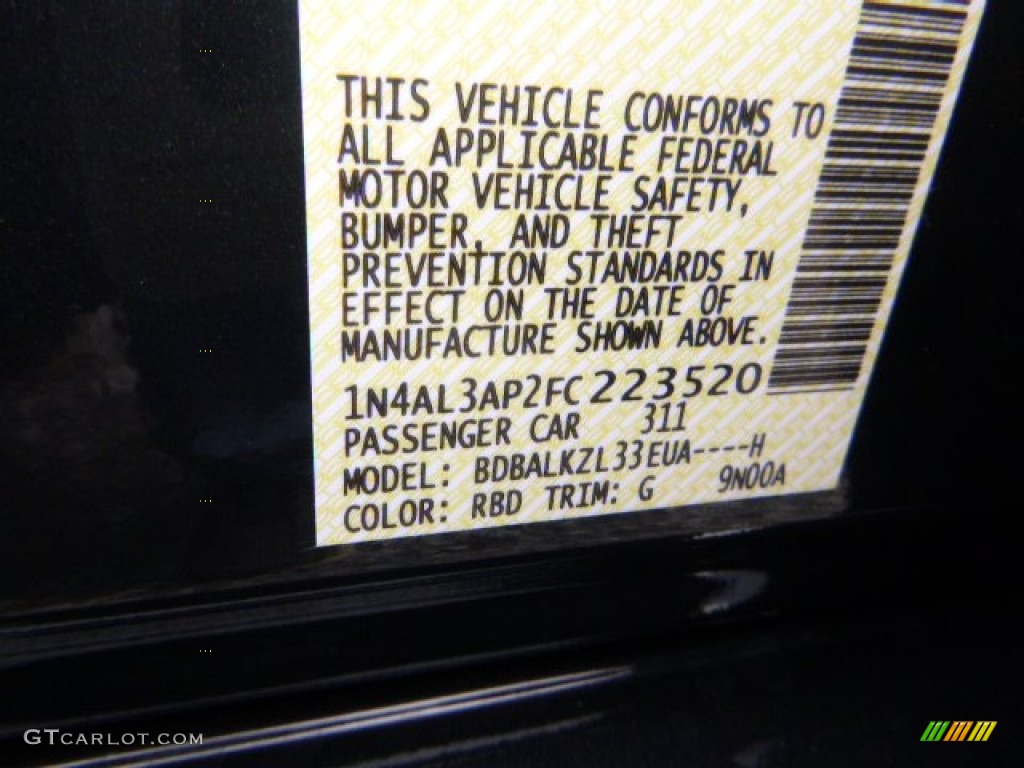 THIS VEHICLE CONFORMS TO
ALL APPLICABLE FEDERAL
MOTOR VEHICLE SAFETY,
BUMPER, AND THEFT
PREVENTION STANDARDS IN
EFFECT ON THE DATE OF
MANUFACTURE SHOWN ABOVE.
1N4AL3AP2FC223520
PASSENGER CAR 311
MODEL: BDBALKZL33EUA----H
COLOR: RBD TRIM: G 9N00A
GTCARLOT.COM